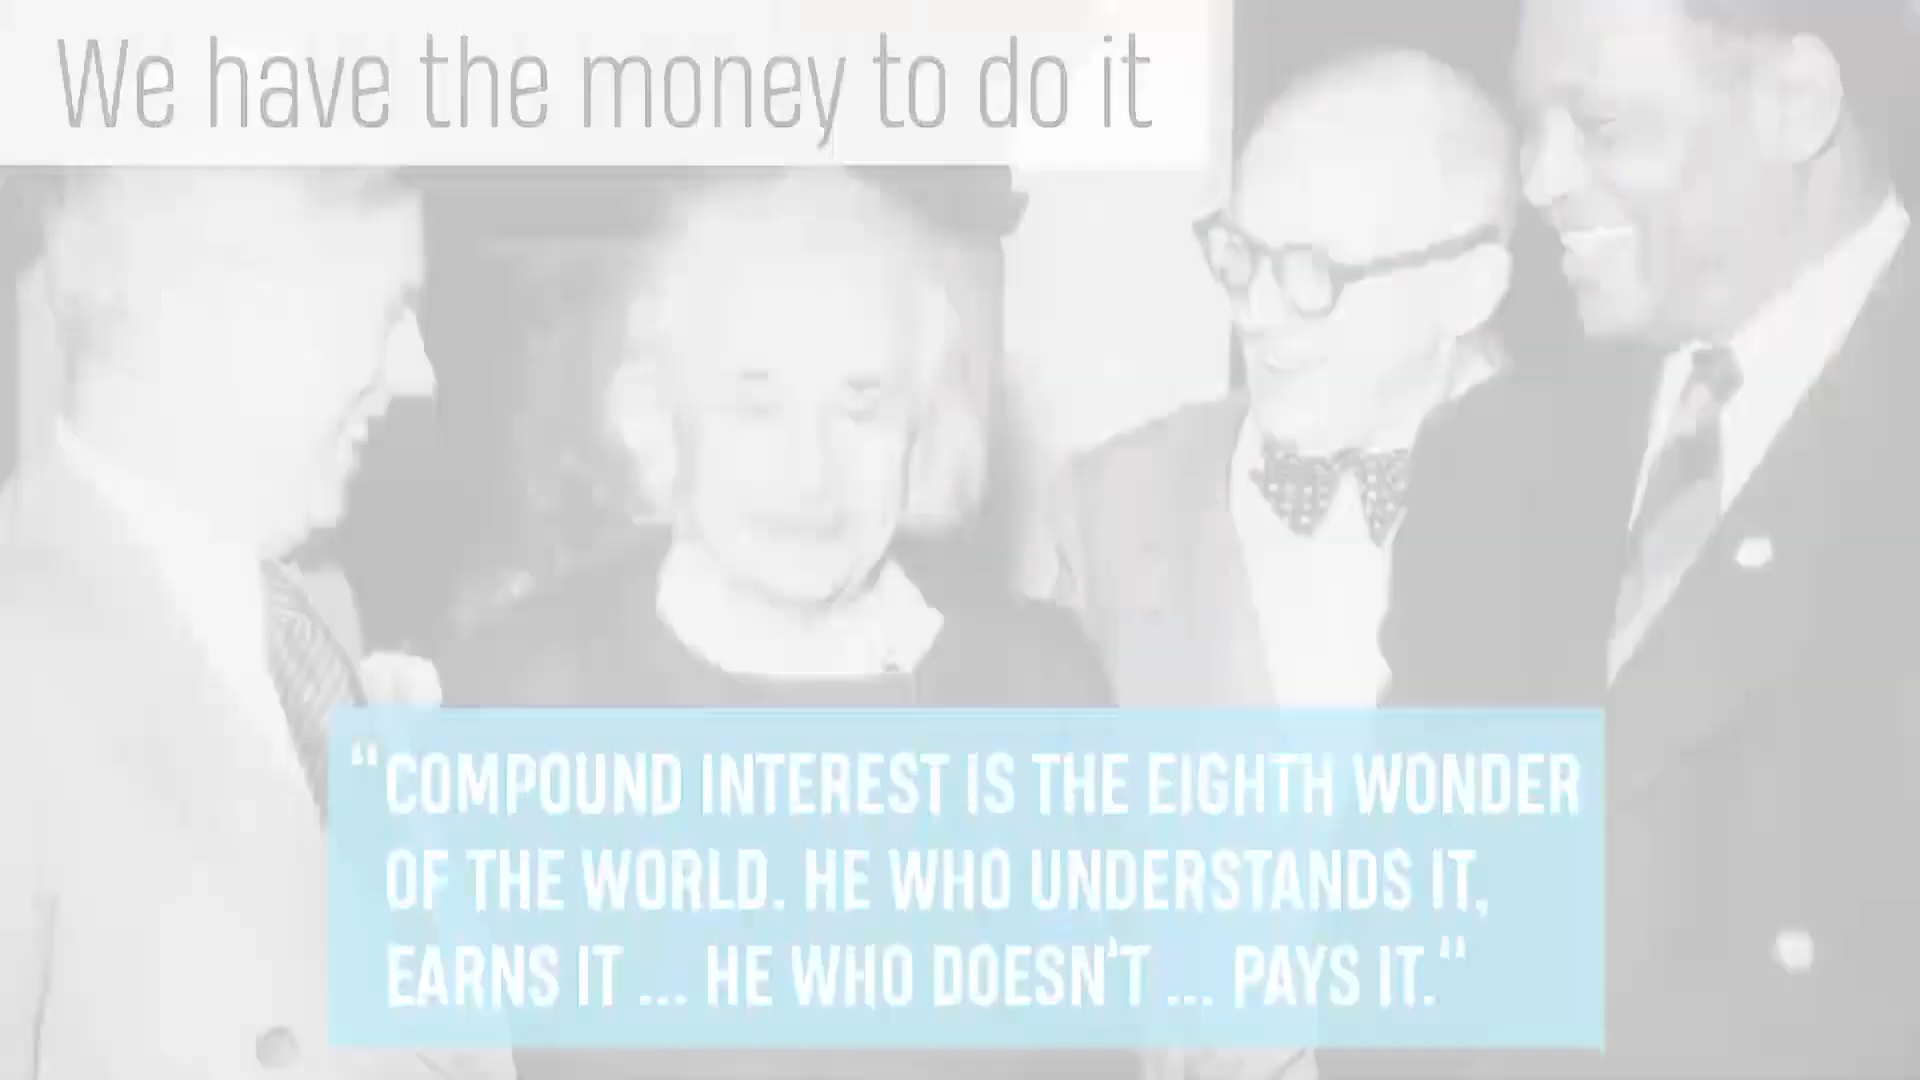 We have the money to do it
“COMPOUND INTEREST IS THE EIGHTH WONDER
OF THE WORLD. HE WHO UNDERSTANDS IT,
EARNS IT ... HE WHO DOESN'T ... PAYS IT.“